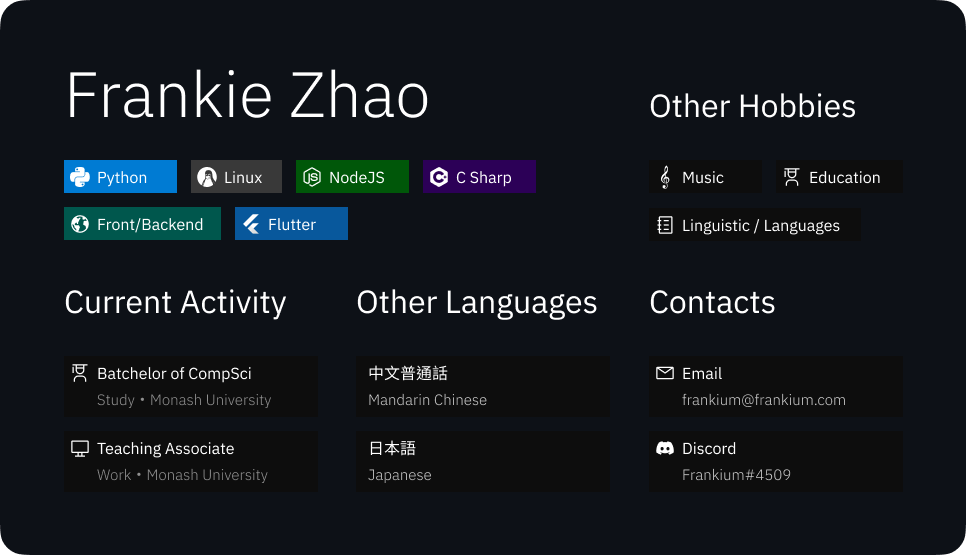 Frankie Zhao
Python
Linux
NodeJS
C Sharp
Front/Backend
Flutter
Other Hobbies
Music
Education
Linguistic / Languages
Current Activity
Batchelor of CompSci
Study • Monash University
Teaching Associate
Work • Monash University
Other Languages
中文普通話
Mandarin Chinese
日本語
Japanese
Contacts
Email
frankium@frankium.com
Discord
Frankium#4509